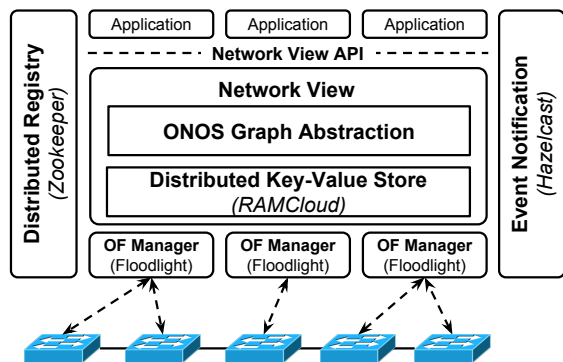 Application
Application
Application
Network View API
Distributed Registry
(Zookeeper)
Network View
ONOS Graph Abstraction
Distributed Key-Value Store
(RAMCloud)
Event Notification
(Hazelcast)
OF Manager
(Floodlight)
OF Manager
(Floodlight)
OF Manager
(Floodlight)